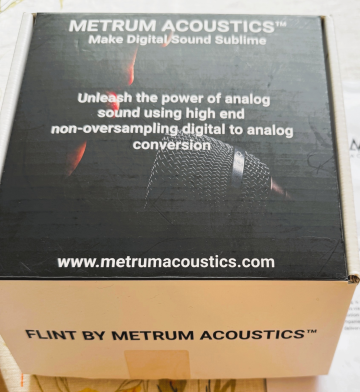 METRUM ACOUSTICS™
Make Digital Sound Sublime
Unleash the power of analog
sound using high end
non-oversampling digital to analog
conversion
www.metrumacoustics.com
FLINT BY METRUM ACOUSTICS™